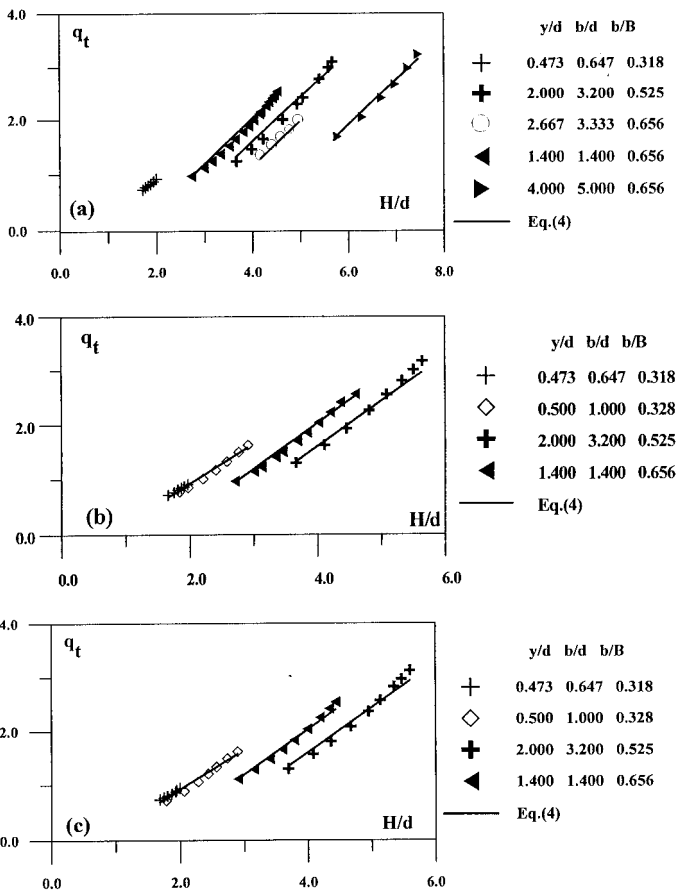 4.0
q_t
y/d b/d b/B
0.473 0.647 0.318
2.000 3.200 0.525
2.667 3.333 0.656
1.400 1.400 0.656
4.000 5.000 0.656
Eq.(4)
2.0
(a)
H/d
0.0
0.0 2.0 4.0 6.0 8.0
4.0
q_t
y/d b/d b/B
0.473 0.647 0.318
0.500 1.000 0.328
2.000 3.200 0.525
1.400 1.400 0.656
Eq.(4)
2.0
(b)
H/d
0.0
0.0 2.0 4.0 6.0
4.0
q_t
y/d b/d b/B
0.473 0.647 0.318
0.500 1.000 0.328
2.000 3.200 0.525
1.400 1.400 0.656
Eq.(4)
2.0
(c)
H/d
0.0
0.0 2.0 4.0 6.0